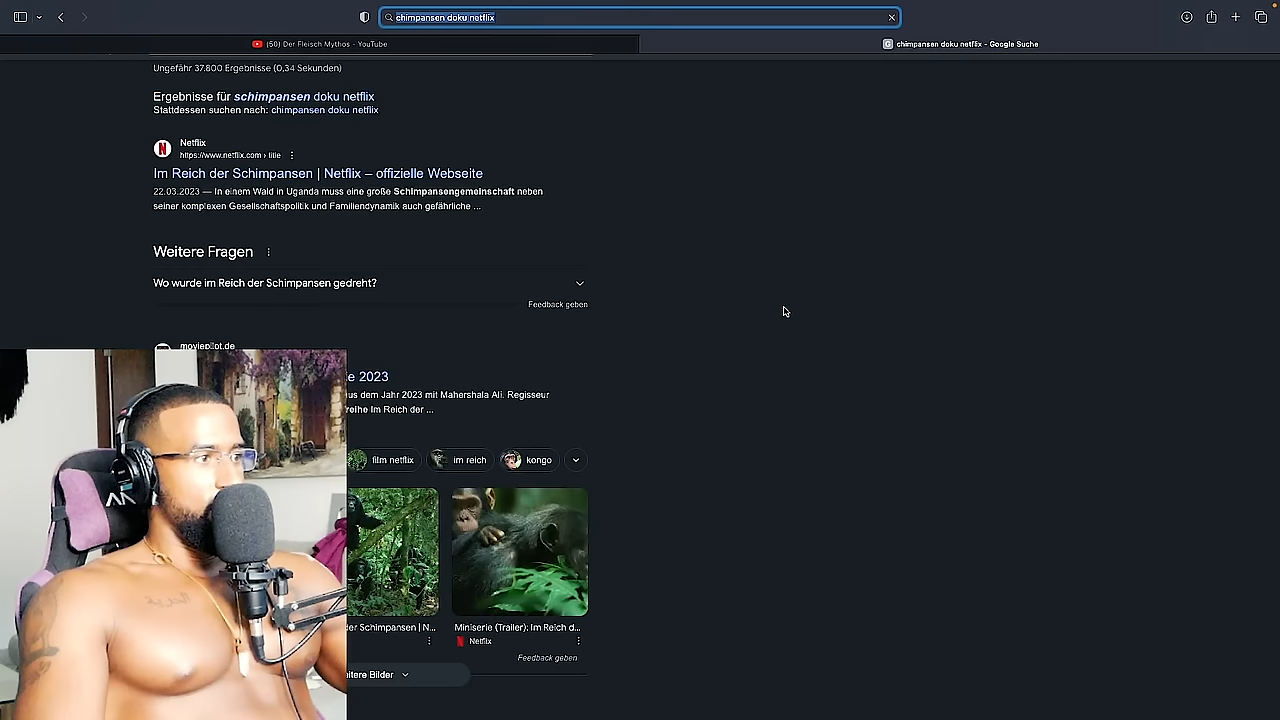 chimpansen doku netflix
(56) Der Fleisch Mythos - YouTube
chimpansen doku netflix - Google Suche
Ungefähr 37.800 Ergebnisse (0,34 Sekunden)
Ergebnisse für schimpansen doku netflix
Stattdessen suchen nach: chimpansen doku netflix
Netflix
https://www.netflix.com › title
Im Reich der Schimpansen | Netflix – offizielle Webseite
22.03.2023 — In einem Wald in Uganda muss eine große Schimpansengemeinschaft neben
seiner komplexen Gesellschaftspolitik und Familiendynamik auch gefährliche ...
Weitere Fragen
Wo wurde im Reich der Schimpansen gedreht?
Feedback geben
moviepilot.de
e 2023
us dem Jahr 2023 mit Mahershala Ali. Regisseur
reihe Im Reich der ...
film netflix
im reich
kongo
der Schimpansen | N...
Miniserie (Trailer): Im Reich d...
Netflix
Feedback geben
itere Bilder